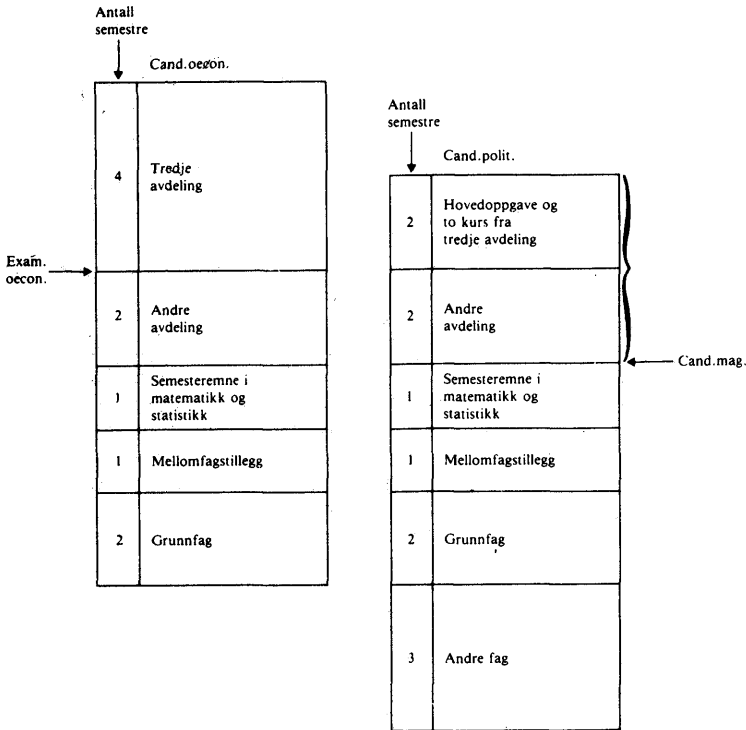 Antall
semestre
Cand.oecon.
4
Tredje
avdeling
Exam.
oecon.
2
Andre
avdeling
1
Semesteremne i
matematikk og
statistikk
1
Mellomfagstillegg
2
Grunnfag
Antall
semestre
Cand.polit.
2
Hovedoppgave og
to kurs fra
tredje avdeling
2
Andre
avdeling
Cand.mag.
1
Semesteremne i
matematikk og
statistikk
1
Mellomfagstillegg
2
Grunnfag
3
Andre fag